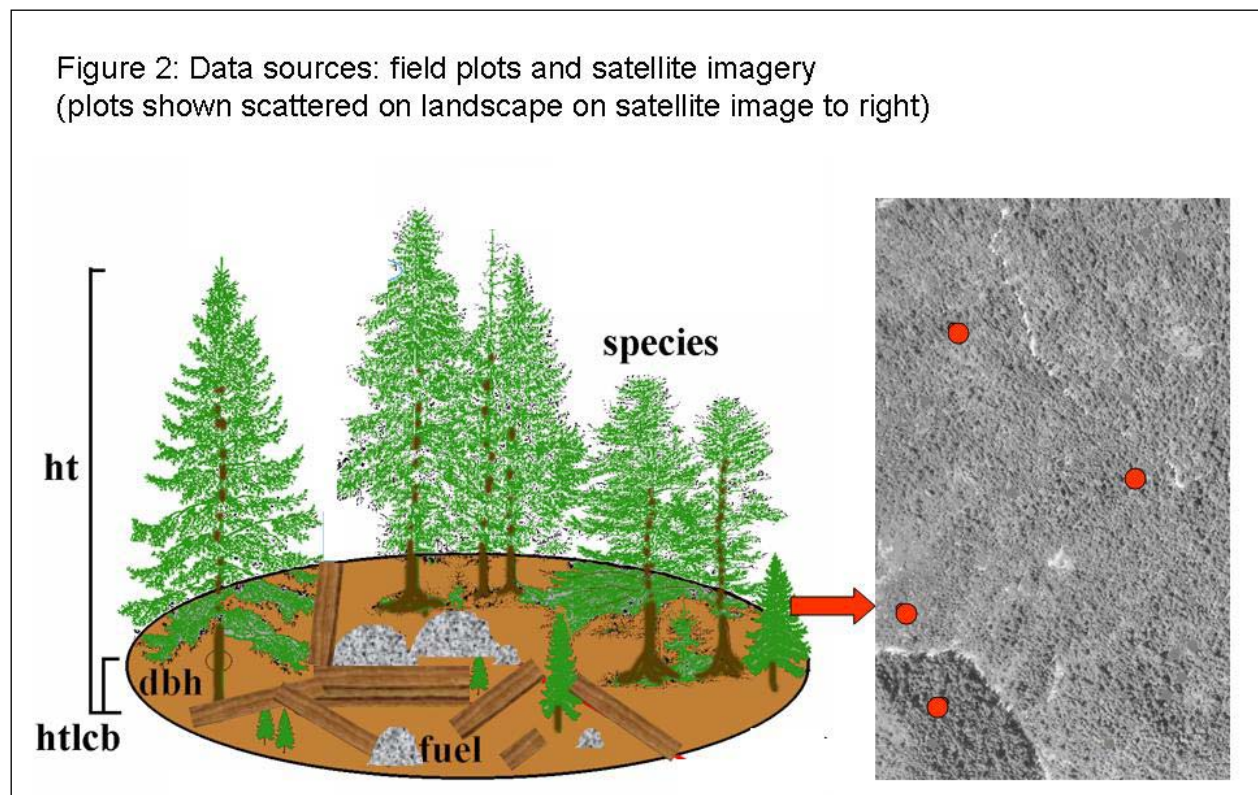 Figure 2: Data sources: field plots and satellite imagery
(plots shown scattered on landscape on satellite image to right)
species
ht
dbh
htlcb
fuel